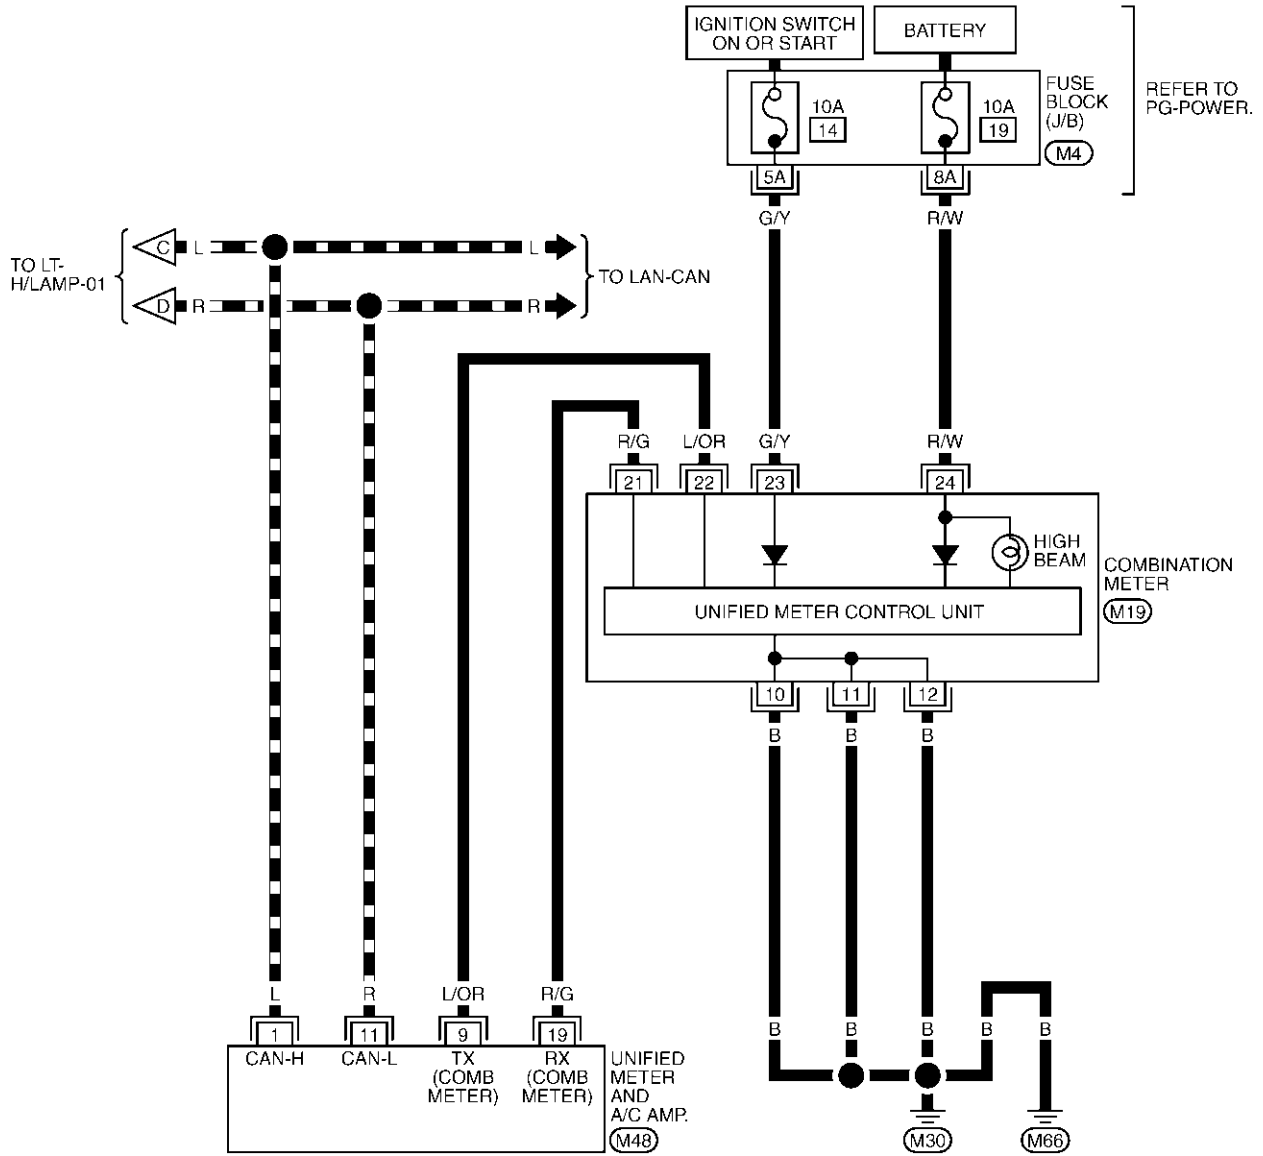 IGNITION SWITCH
ON OR START
BATTERY
REFER TO
PG-POWER.
FUSE
BLOCK
(J/B)
M4
10A
14
10A
19
5A
8A
G/Y
R/W
TO LT-
H/LAMP-01
C
L
L
D
R
R
TO LAN-CAN
R/G
L/OR
G/Y
R/W
21
22
23
24
HIGH
BEAM
COMBINATION
METER
M19
UNIFIED METER CONTROL UNIT
10
11
12
B
B
B
L
R
L/OR
R/G
B
B
B
B
B
1
11
9
19
CAN-H
CAN-L
TX
(COMB
METER)
RX
(COMB
METER)
UNIFIED
METER
AND
A/C AMP.
M48
M30
M66